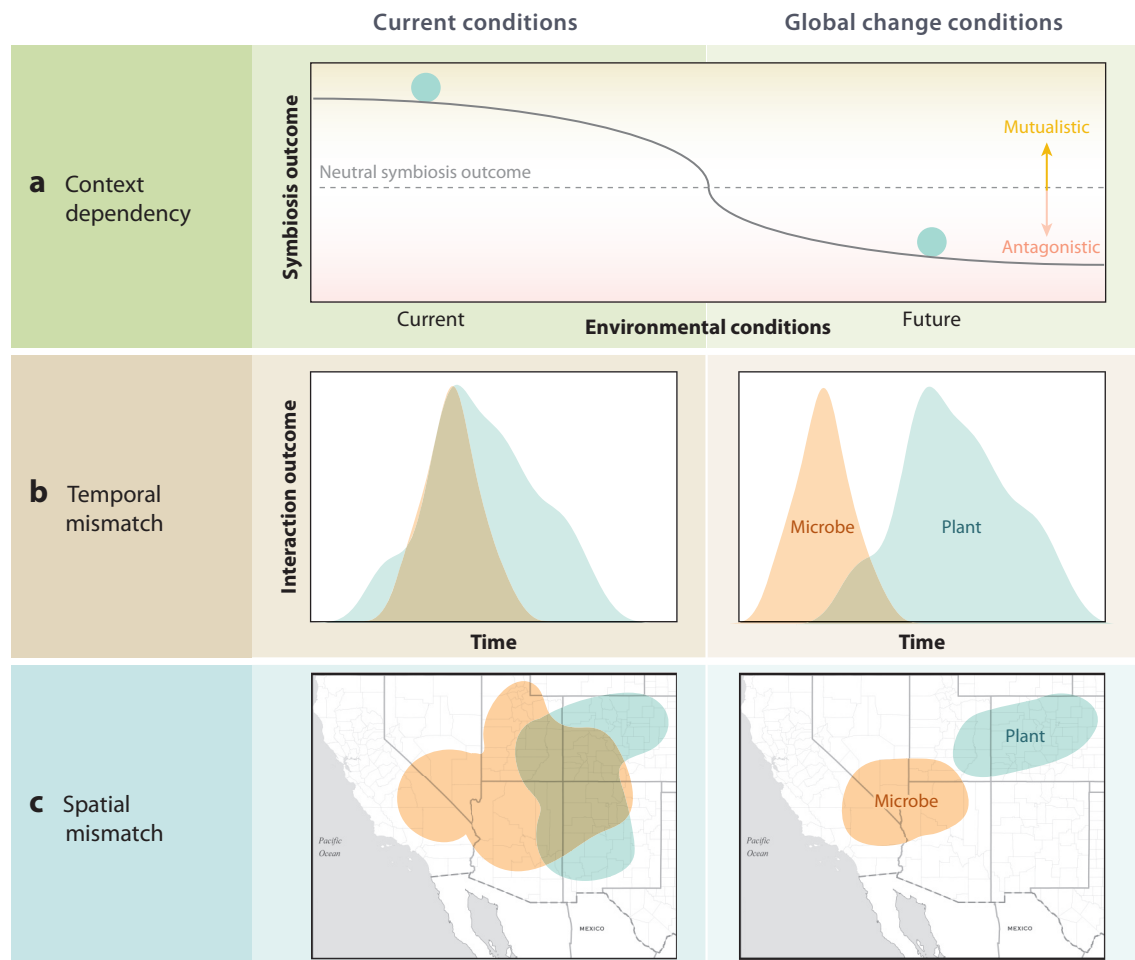 Current conditions
Global change conditions
a Context
dependency
Symbiosis outcome
Neutral symbiosis outcome
Mutualistic
Antagonistic
Current
Environmental conditions
Future
b Temporal
mismatch
Interaction outcome
Microbe
Plant
Time
Time
c Spatial
mismatch
Pacific
Ocean
MEXICO
Plant
Microbe
Pacific
Ocean
MEXICO